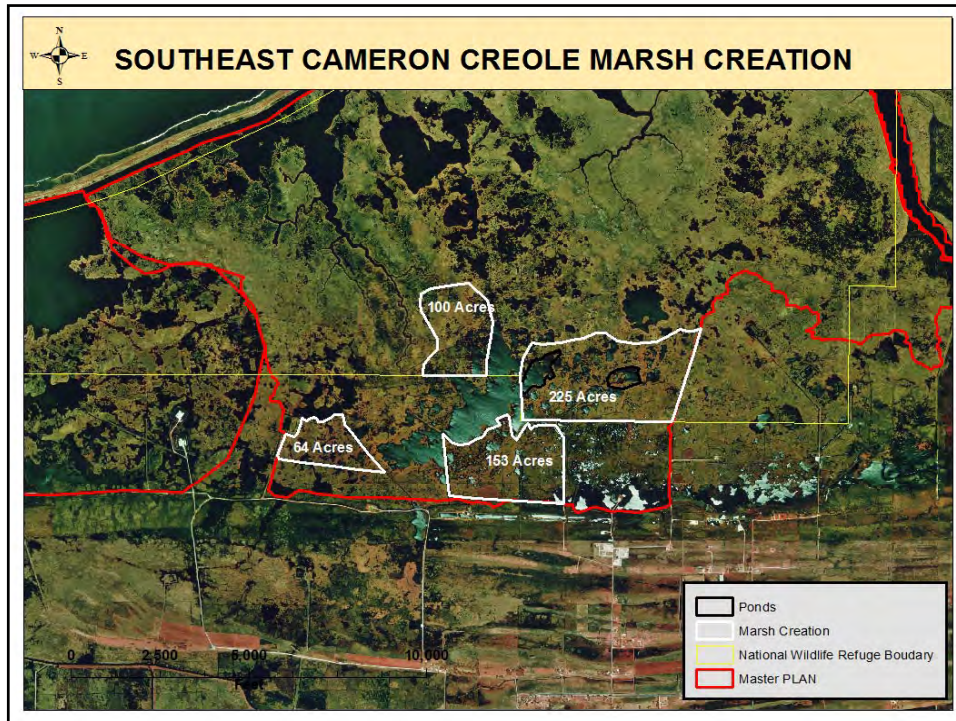 N
W E
S
SOUTHEAST CAMERON CREOLE MARSH CREATION
100 Acres
225 Acres
64 Acres
153 Acres
0 2,500 5,000 10,000
Ponds
Marsh Creation
National Wildlife Refuge Boudary
Master PLAN